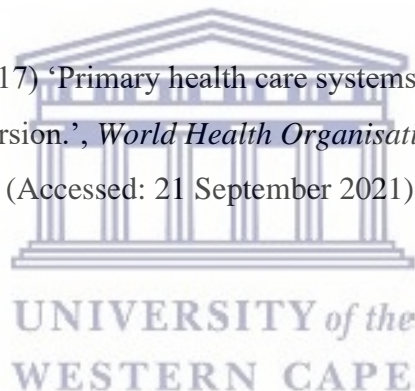 17) ‘Primary health care systems
rsion.’, World Health Organisati
(Accessed: 21 September 2021)
UNIVERSITY of the
WESTERN CAPE